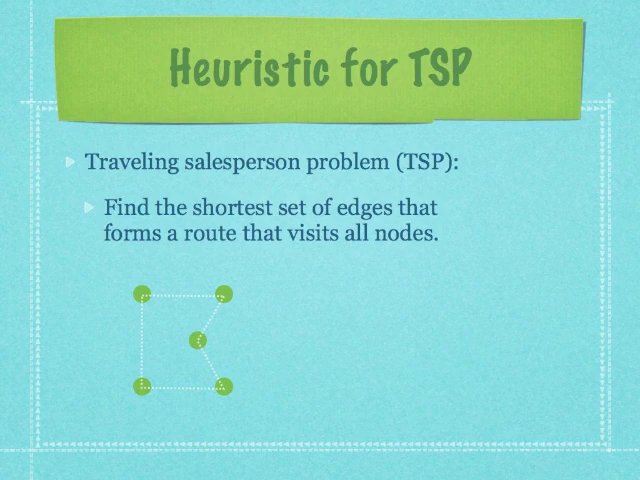 Heuristic for TSP
Traveling salesperson problem (TSP):
Find the shortest set of edges that
forms a route that visits all nodes.